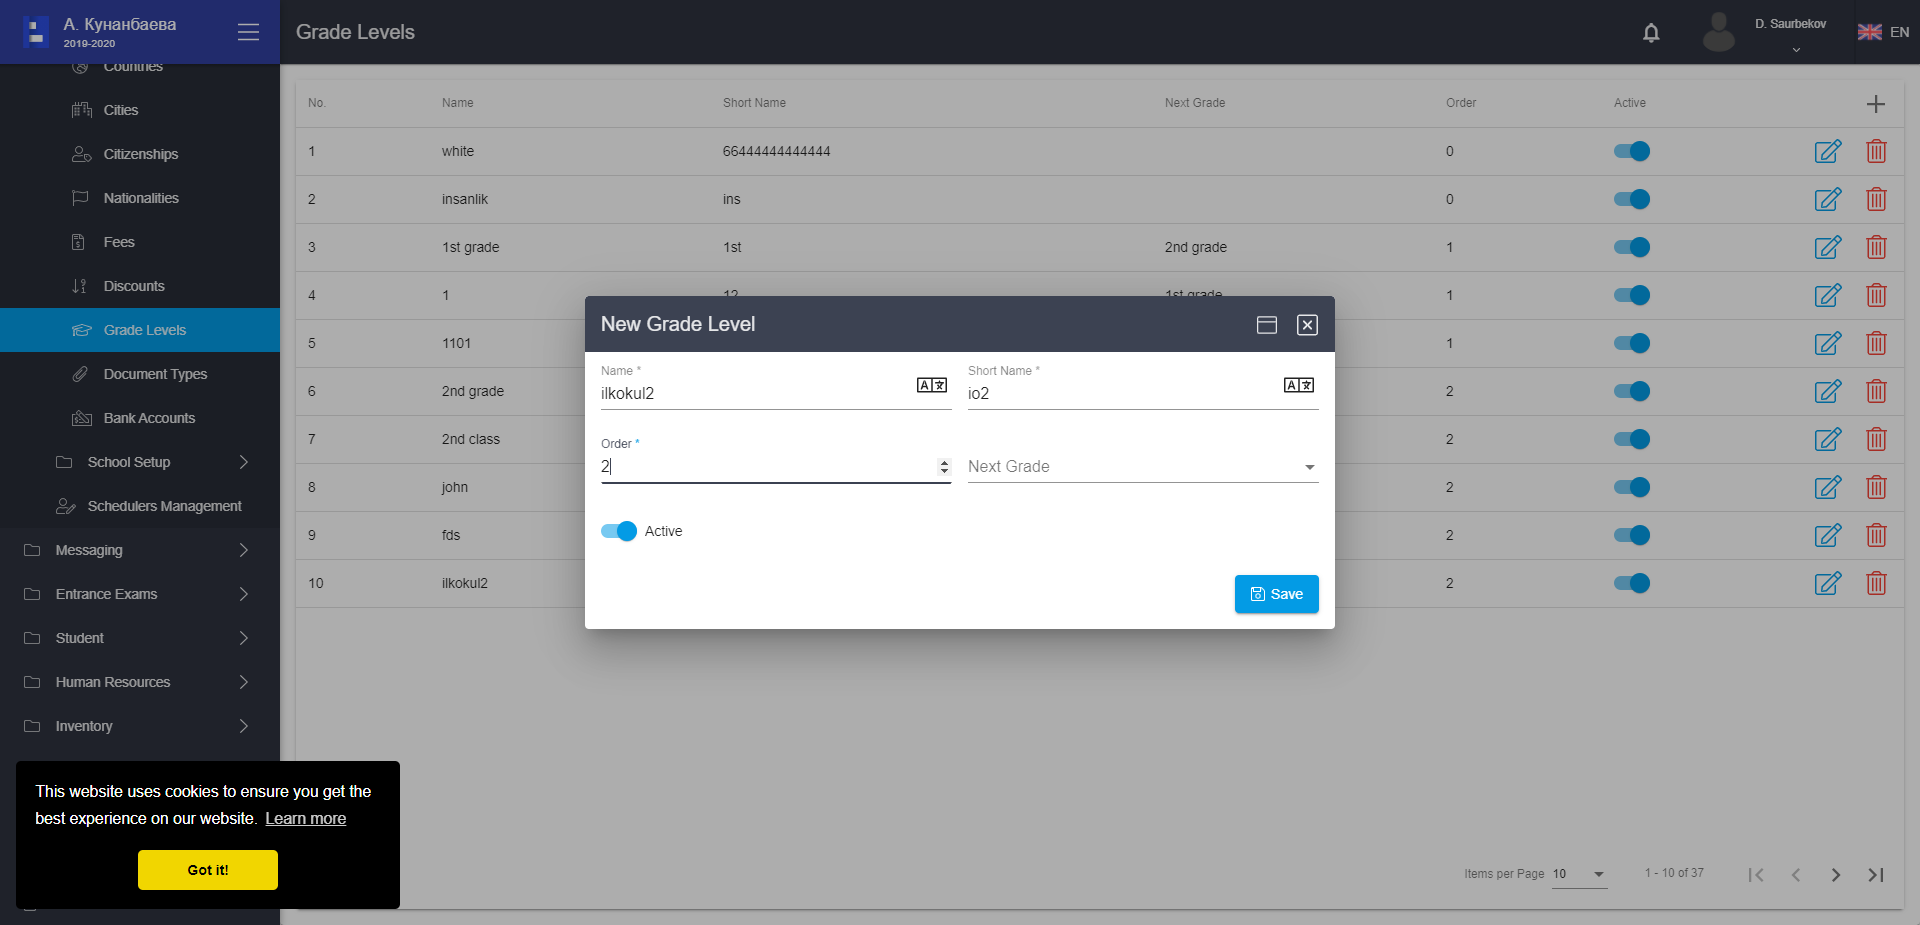 А. Кунанбаева
2019-2020
Grade Levels
D. Saurbekov
EN
Countries
Cities
Citizenships
Nationalities
Fees
Discounts
Grade Levels
Document Types
Bank Accounts
School Setup
Schedulers Management
Messaging
Entrance Exams
Student
Human Resources
Inventory
No. Name Short Name Next Grade Order Active
1 white 66444444444444 0
2 insanlik ins 0
3 1st grade 1st 2nd grade 1
4 1 12 1st grade 1
5 1101 1
6 2nd grade 2
7 2nd class 2
8 john 2
9 fds 2
10 ilkokul2 2
New Grade Level
Name * Short Name *
ilkokul2 io2
Order *
2 Next Grade
Active
Save
This website uses cookies to ensure you get the
best experience on our website. Learn more
Got it!
Items per Page 10 1 - 10 of 37